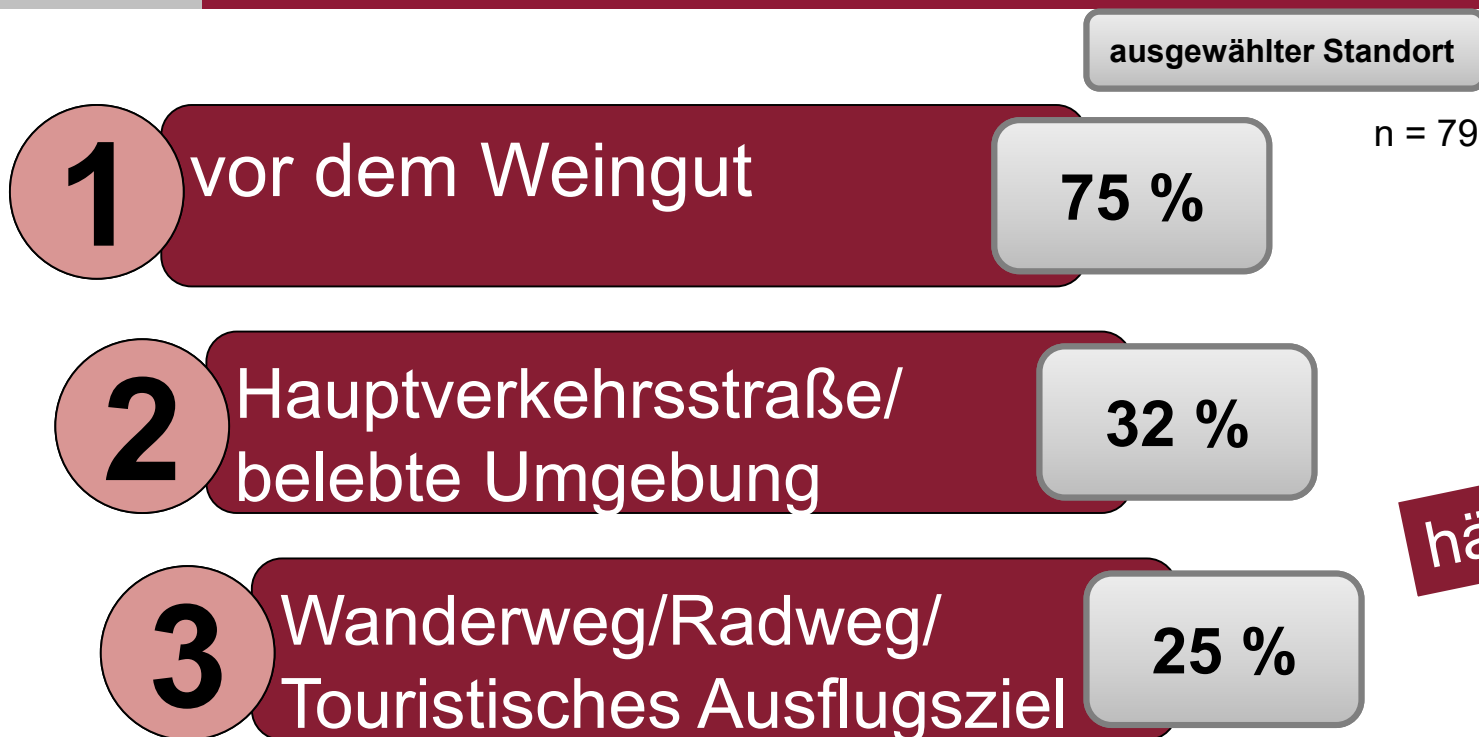 ausgewählter Standort
n = 79
1
vor dem Weingut
75 %
2
Hauptverkehrsstraße/
belebte Umgebung
32 %
3
Wanderweg/Radweg/
Touristisches Ausflugsziel
25 %